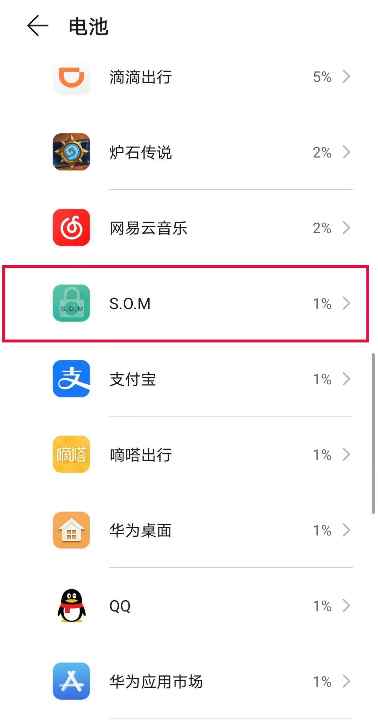 电池
滴滴出行 5%
炉石传说 2%
网易云音乐 2%
S.O.M
S.O.M 1%
支付宝 1%
嘀嗒
嘀嗒出行 1%
华为桌面 1%
QQ 1%
华为应用市场 1%